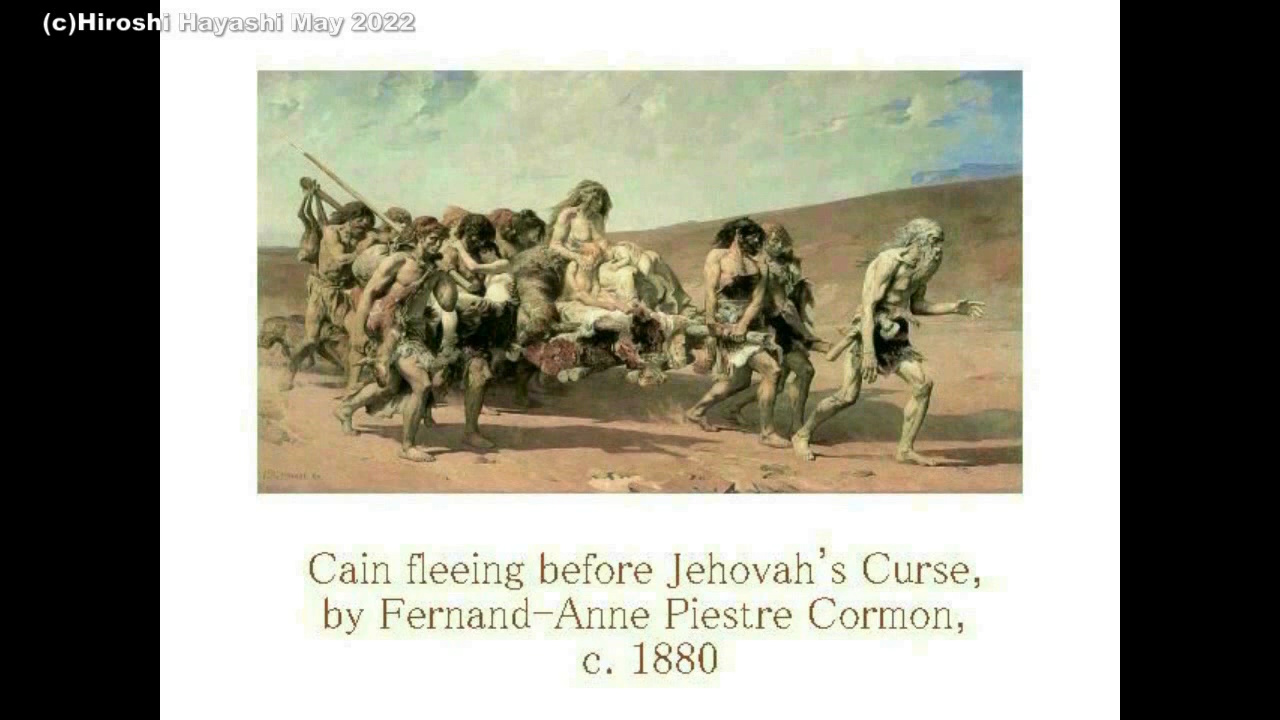 (c)Hiroshi Hayashi May 2022
Cain fleeing before Jehovah's Curse,
by Fernand-Anne Piestre Cormon,
c. 1880